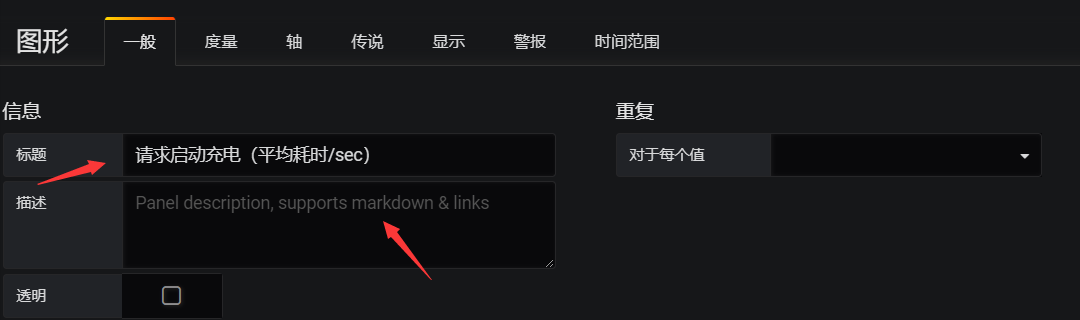 图形 一般 度量 轴 传说 显示 警报 时间范围
信息
标题 请求启动充电（平均耗时/sec）
描述 Panel description, supports markdown & links
透明
重复
对于每个值